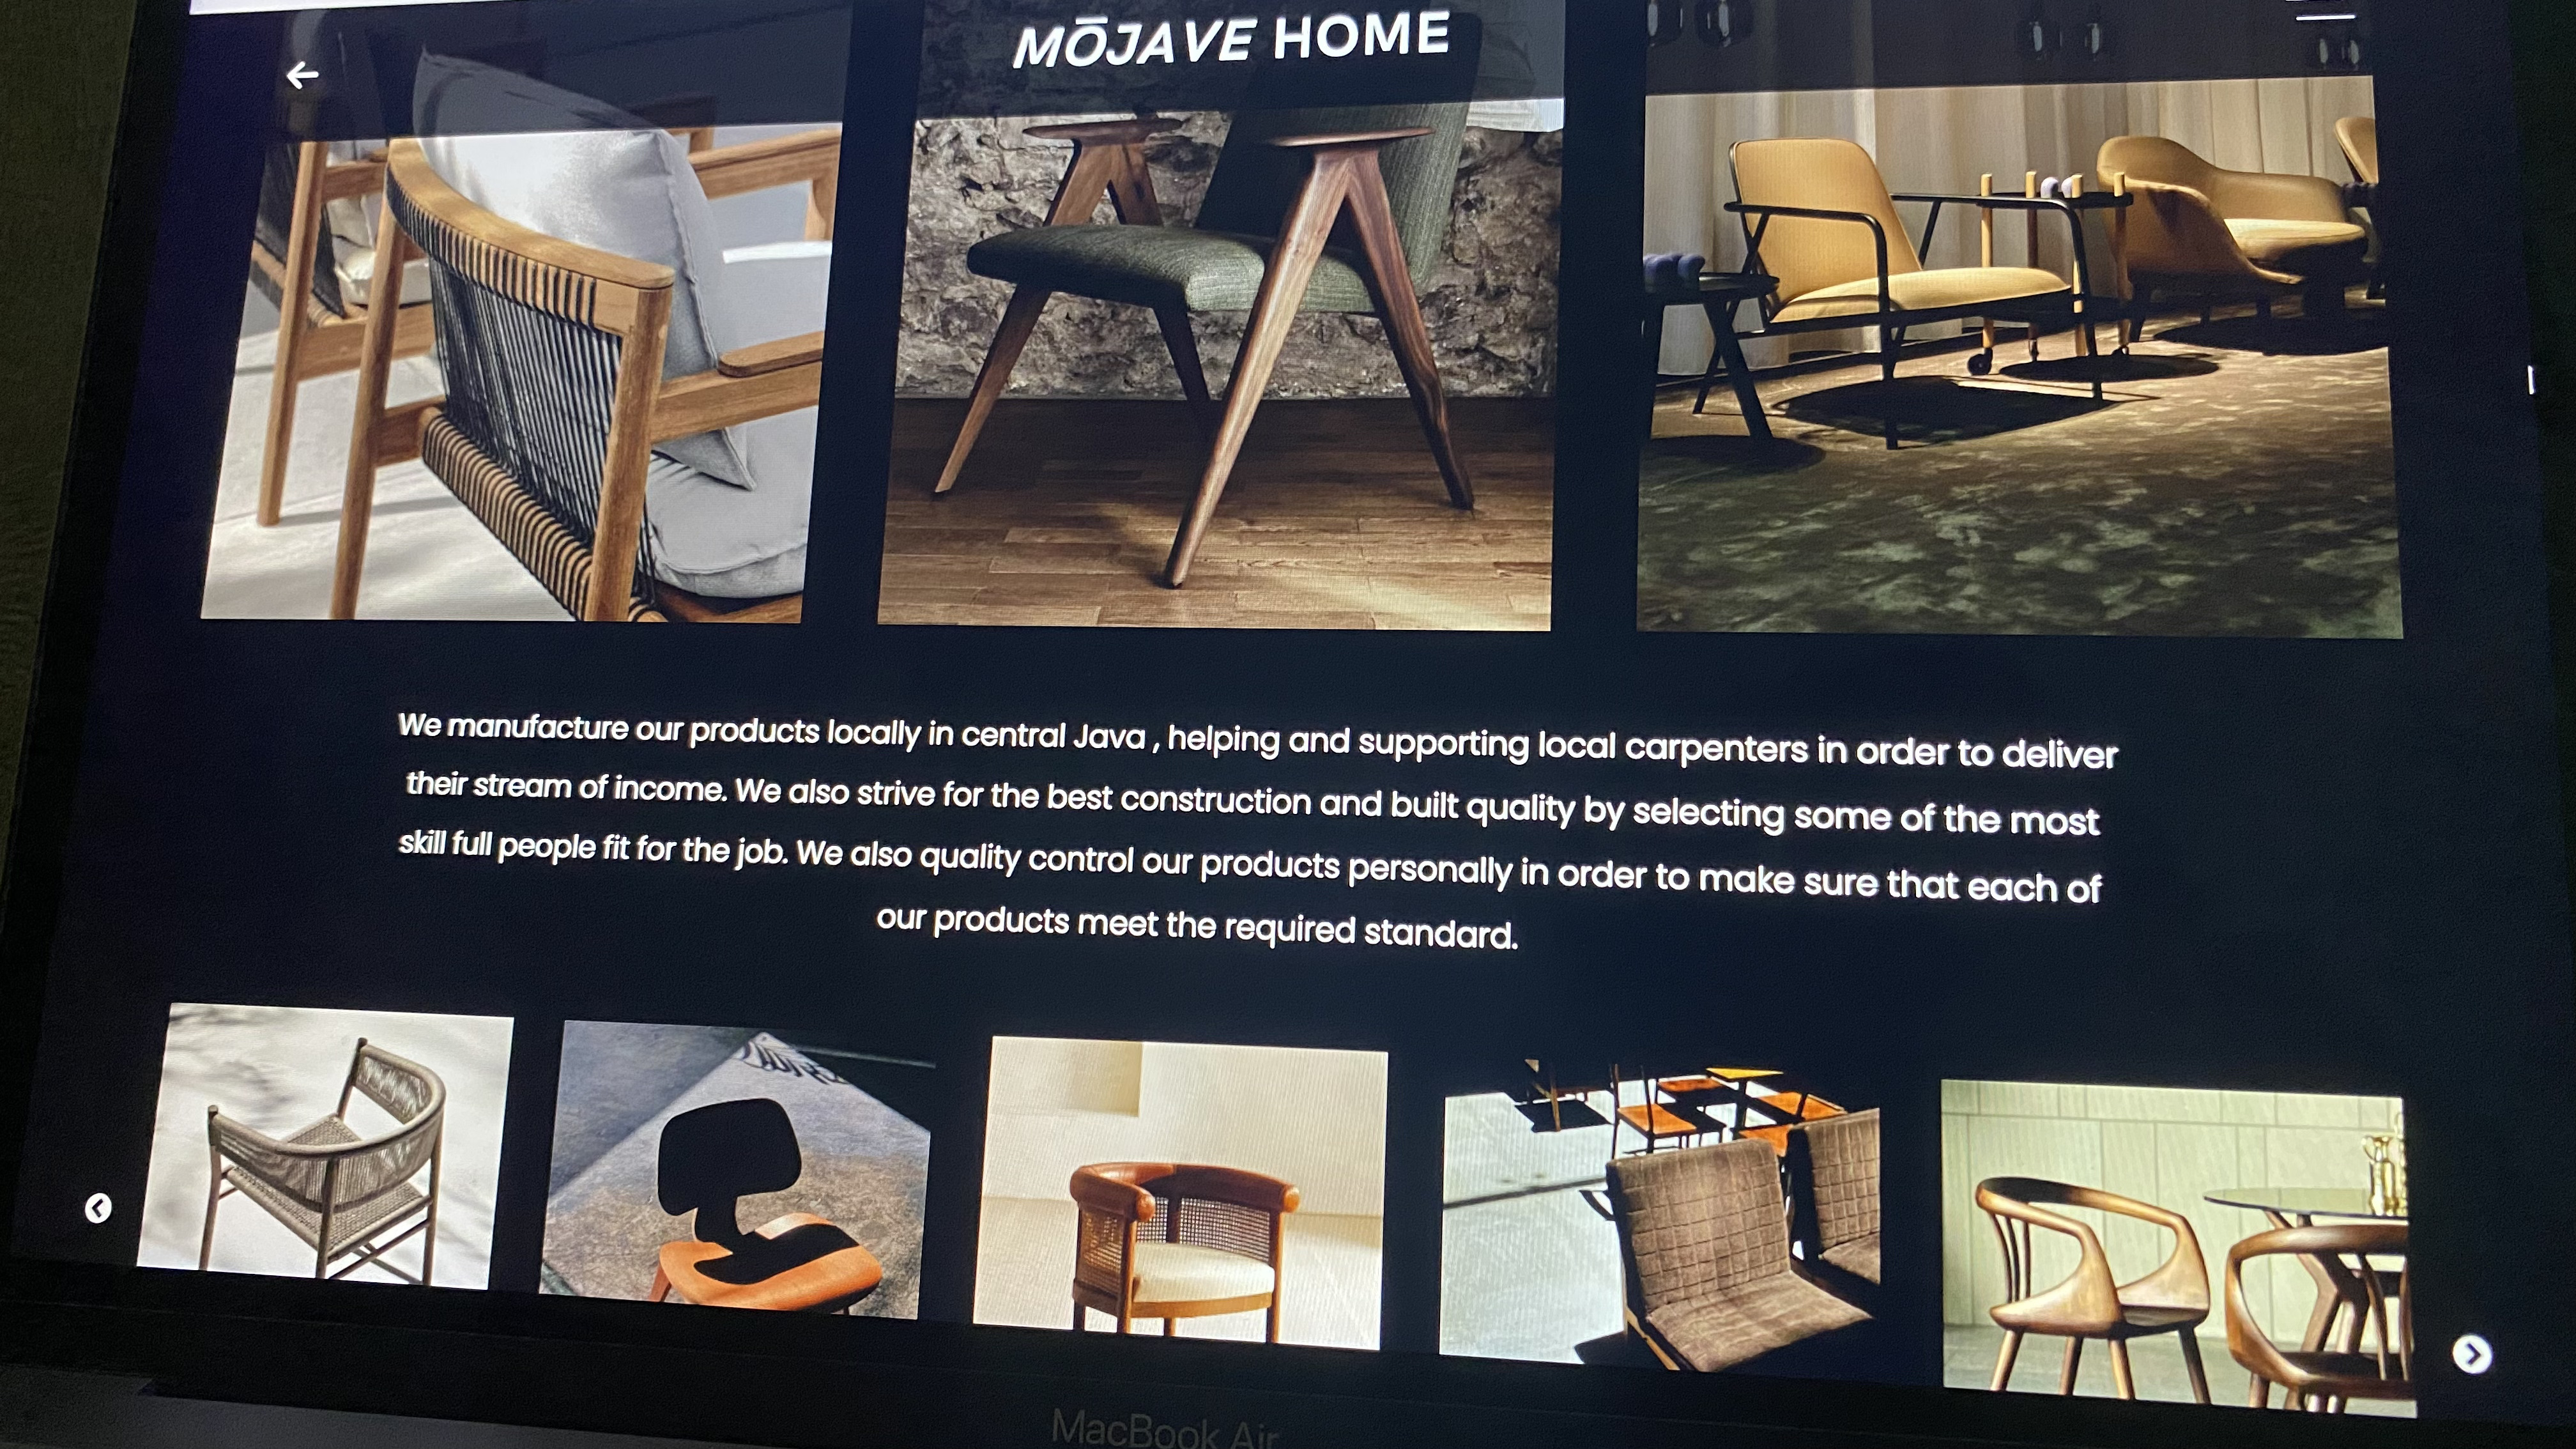 MŌJAVE HOME
We manufacture our products locally in central Java , helping and supporting local carpenters in order to deliver
their stream of income. We also strive for the best construction and built quality by selecting some of the most
skill full people fit for the job. We also quality control our products personally in order to make sure that each of
our products meet the required standard.
MacBook Air